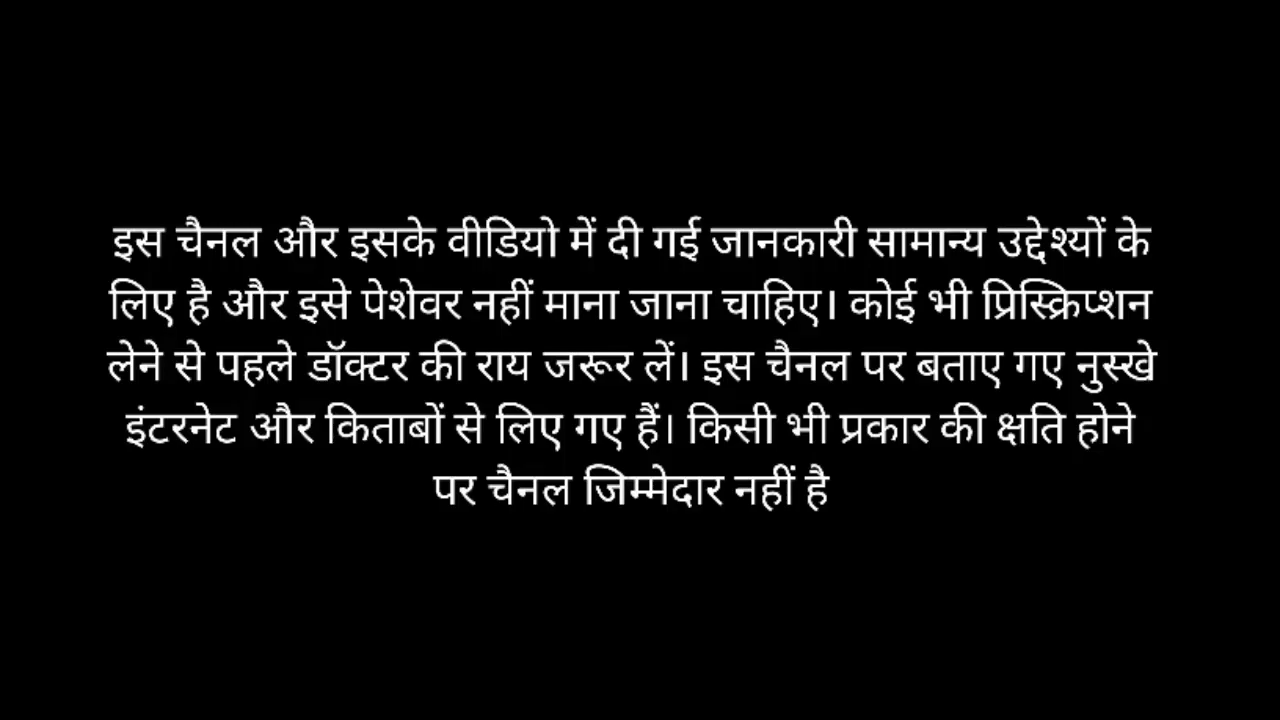 इस चैनल और इसके वीडियो में दी गई जानकारी सामान्य उद्देश्यों के
लिए है और इसे पेशेवर नहीं माना जाना चाहिए। कोई भी प्रिस्क्रिप्शन
लेने से पहले डॉक्टर की राय जरूर लें। इस चैनल पर बताए गए नुस्खे
इंटरनेट और किताबों से लिए गए हैं। किसी भी प्रकार की क्षति होने
पर चैनल जिम्मेदार नहीं है